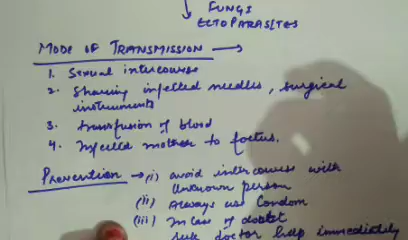 Fungs
Ectoparasites
Mode of Transmission →
1. Sexual intercourse
2. Sharing infected needles, surgical
instruments
3. transfusion of blood
4. Infected mother to foetus.
Prevention → (i) avoid intercourse with
Unknown person
(ii) Always use Condom
(iii) In case of doubt
seek doctor help immediately